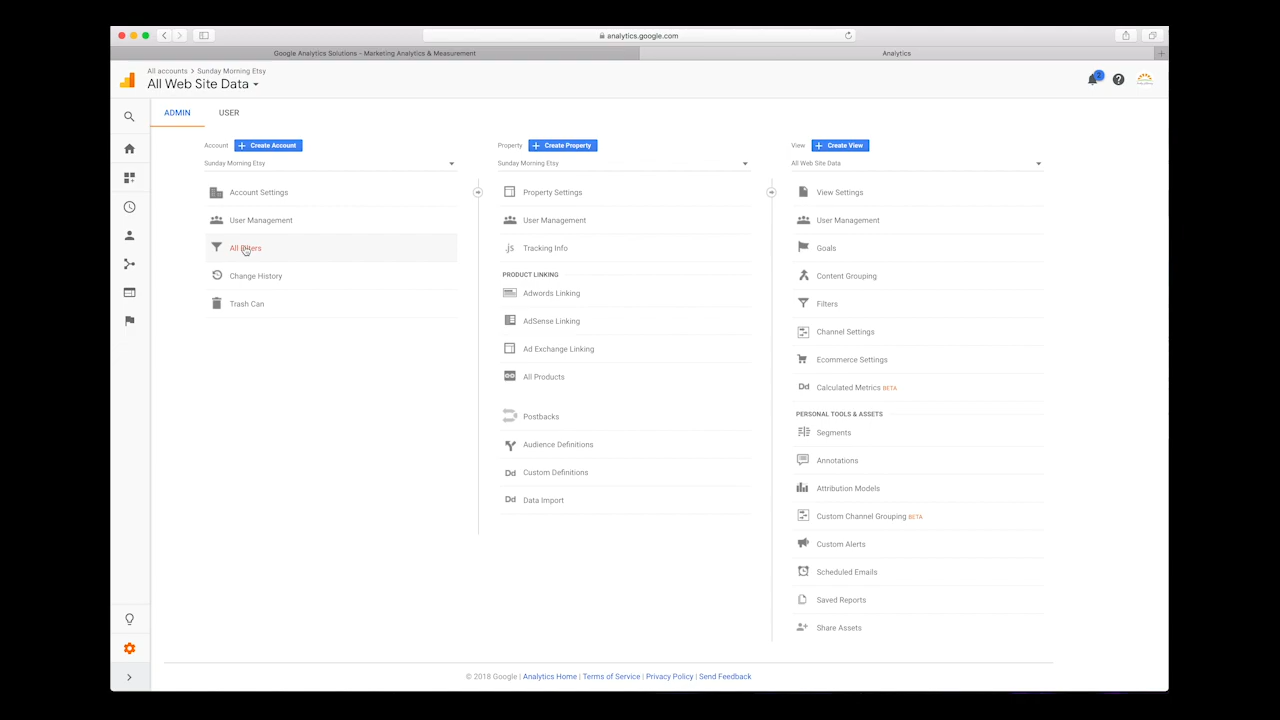 analytics.google.com
Google Analytics Solutions - Marketing Analytics & Measurement
Analytics
All accounts > Sunday Morning Etsy
All Web Site Data
2
ADMIN
USER
Account
+ Create Account
Sunday Morning Etsy
Account Settings
User Management
All Filters
Change History
Trash Can
Property
+ Create Property
Sunday Morning Etsy
Property Settings
User Management
.js Tracking Info
PRODUCT LINKING
Adwords Linking
AdSense Linking
Ad Exchange Linking
All Products
Postbacks
Audience Definitions
Dd Custom Definitions
Dd Data Import
View
+ Create View
All Web Site Data
View Settings
User Management
Goals
Content Grouping
Filters
Channel Settings
Ecommerce Settings
Dd Calculated Metrics BETA
PERSONAL TOOLS & ASSETS
Segments
Annotations
Attribution Models
Custom Channel Grouping BETA
Custom Alerts
Scheduled Emails
Saved Reports
Share Assets
© 2018 Google | Analytics Home | Terms of Service | Privacy Policy | Send Feedback